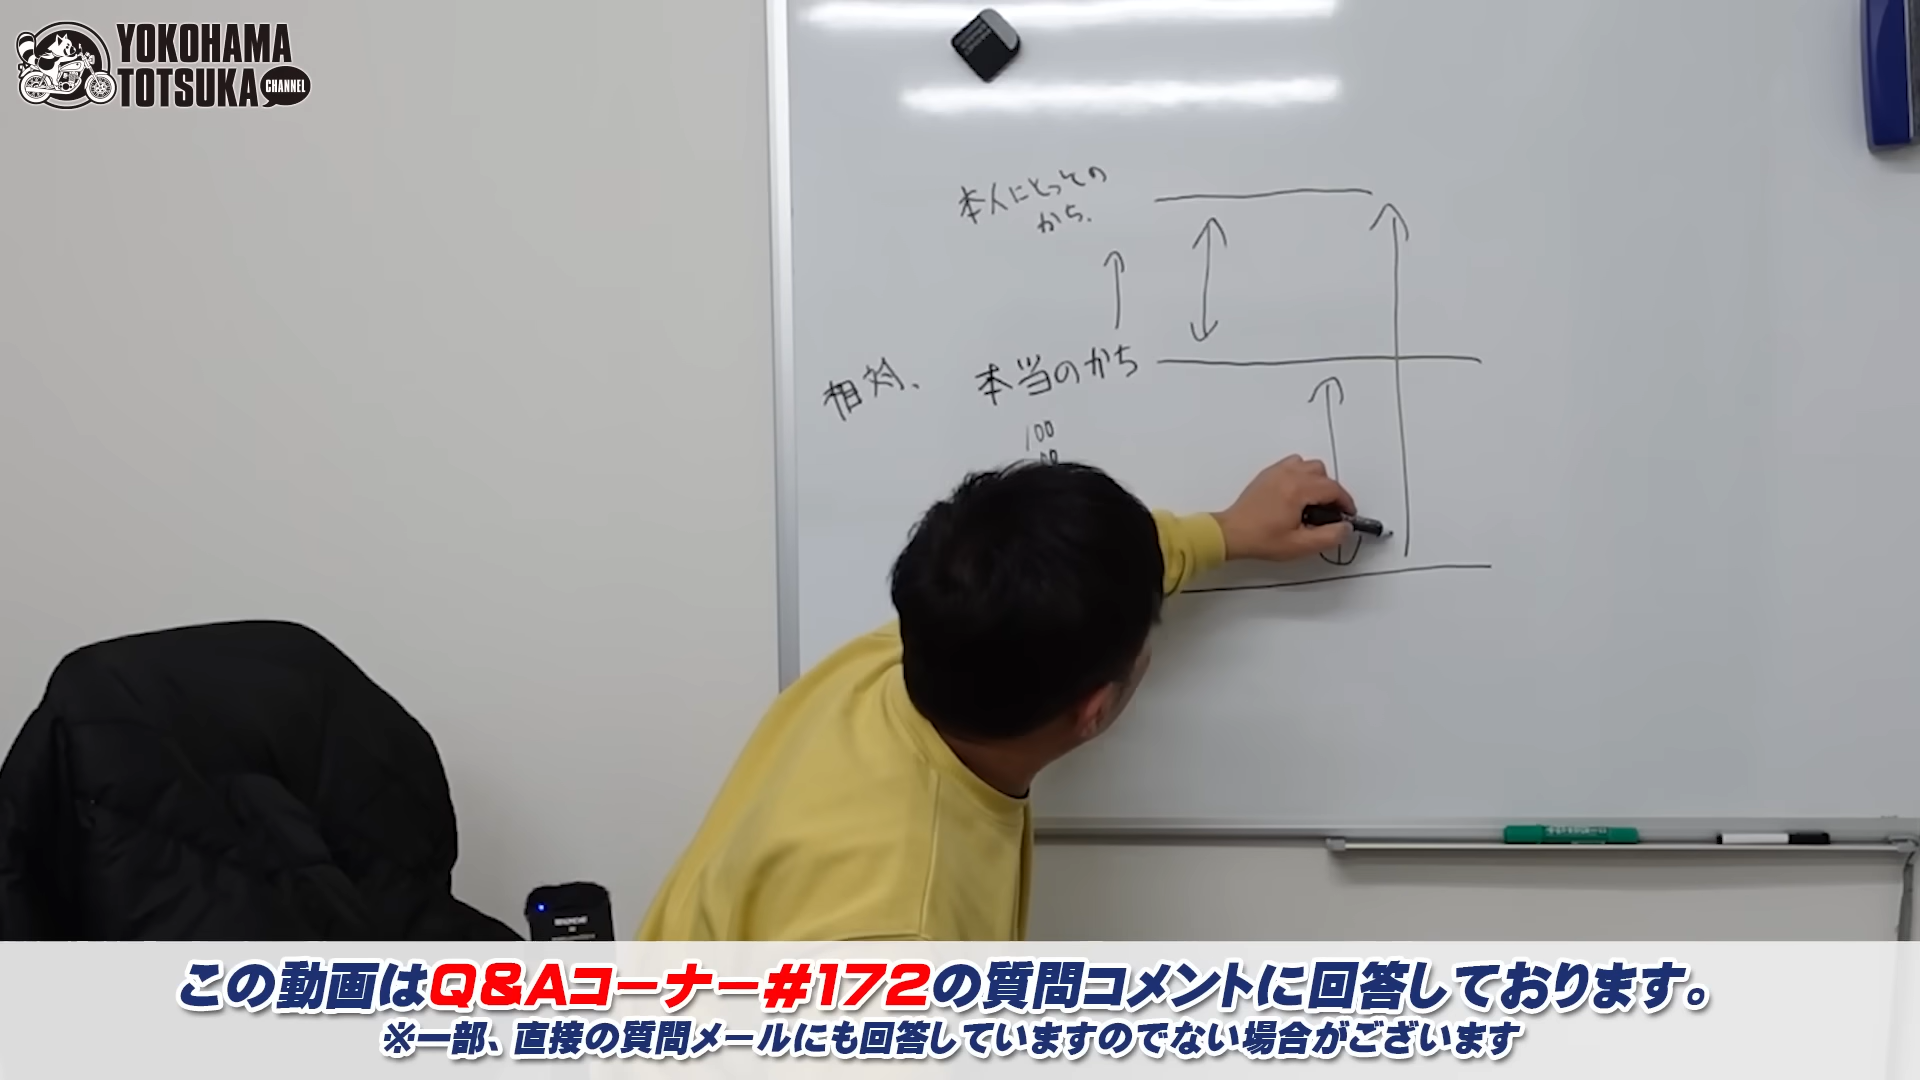 YOKOHAMA
TOTSUKA CHANNEL
本人にとっての
かち.
相対、 本当のかち
100
この動画はQ&Aコーナー#172の質問コメントに回答しております。
※一部、直接の質問メールにも回答していますのでない場合がございます